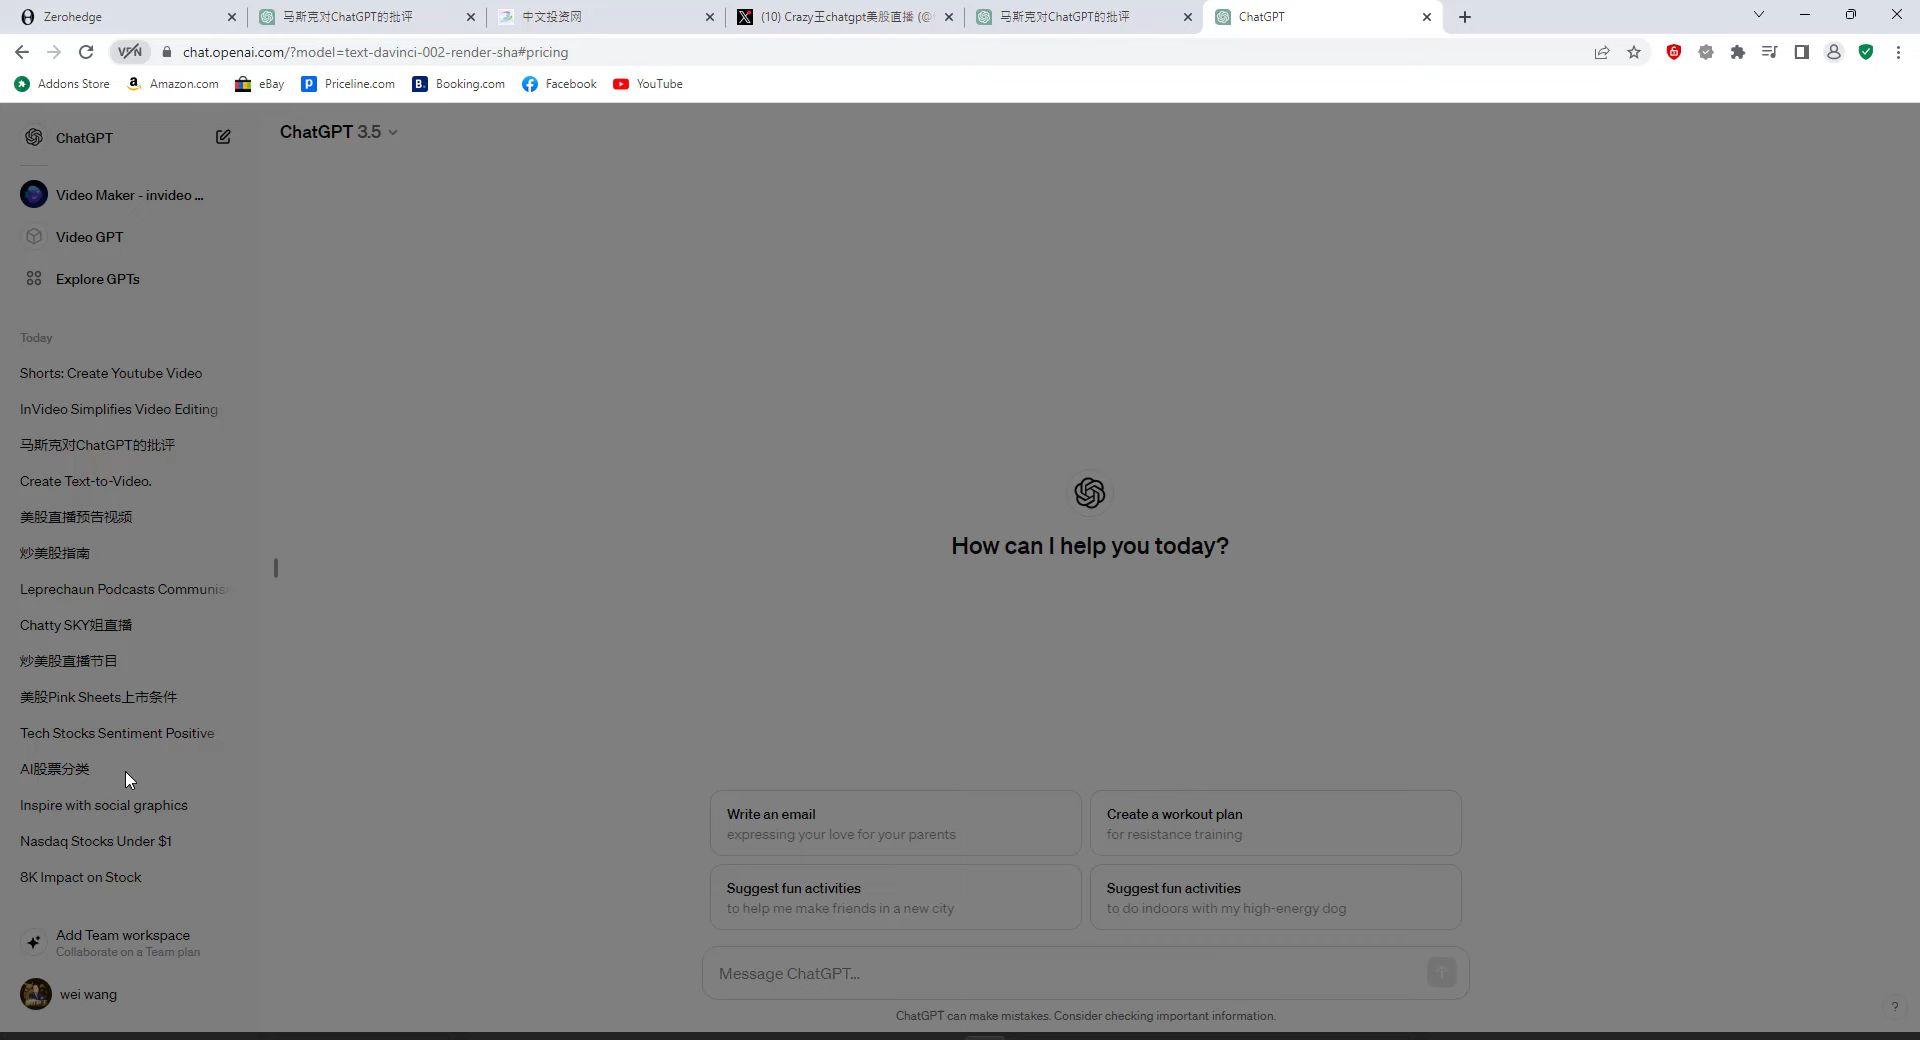 Zerohedge
马斯克对ChatGPT的批评
中文投资网
(10) Crazy王chatgpt美股直播 (@
马斯克对ChatGPT的批评
ChatGPT
VPN
chat.openai.com/?model=text-davinci-002-render-sha#pricing
Addons Store
Amazon.com
eBay
Priceline.com
Booking.com
Facebook
YouTube
ChatGPT
ChatGPT 3.5
Video Maker - invideo ...
Video GPT
Explore GPTs
Today
Shorts: Create Youtube Video
InVideo Simplifies Video Editing
马斯克对ChatGPT的批评
Create Text-to-Video.
美股直播预告视频
炒美股指南
Leprechaun Podcasts Communis
Chatty SKY姐直播
炒美股直播节目
美股Pink Sheets上市条件
Tech Stocks Sentiment Positive
AI股票分类
Inspire with social graphics
Nasdaq Stocks Under $1
8K Impact on Stock
Add Team workspace
Collaborate on a Team plan
wei wang
How can I help you today?
Write an email
expressing your love for your parents
Create a workout plan
for resistance training
Suggest fun activities
to help me make friends in a new city
Suggest fun activities
to do indoors with my high-energy dog
Message ChatGPT...
ChatGPT can make mistakes. Consider checking important information.
?